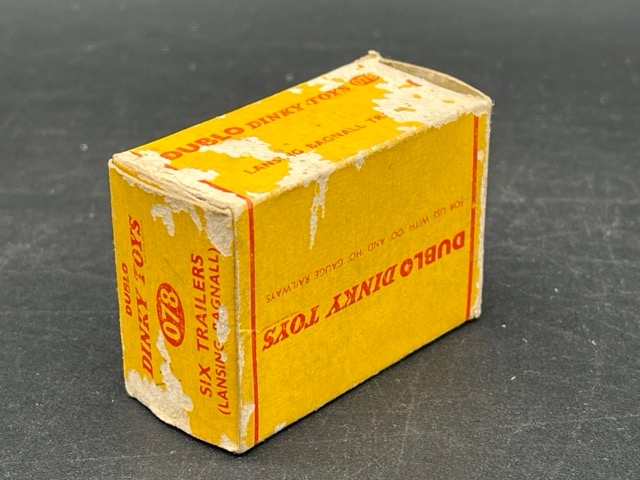 DUBLO DINKY TOYS 078
LANSING BAGNALL
DUBLO
DINKY TOYS
078
SIX TRAILERS
(LANSING BAGNALL)
DUBLO DINKY TOYS
FOR USE WITH 'OO' AND 'HO' GAUGE RAILWAYS